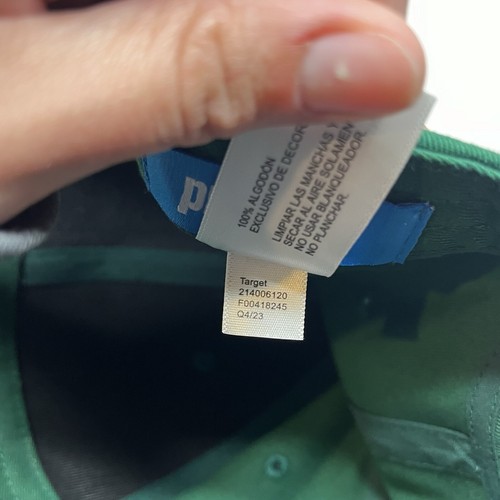 100% ALGODÓN
EXCLUSIVO DE DECOR
LIMPIAR LAS MANCHAS Y
SECAR AL AIRE SOLAMEN
NO USAR BLANQUEADOR.
NO PLANCHAR.
Target
214006120
F00418245
Q4/23